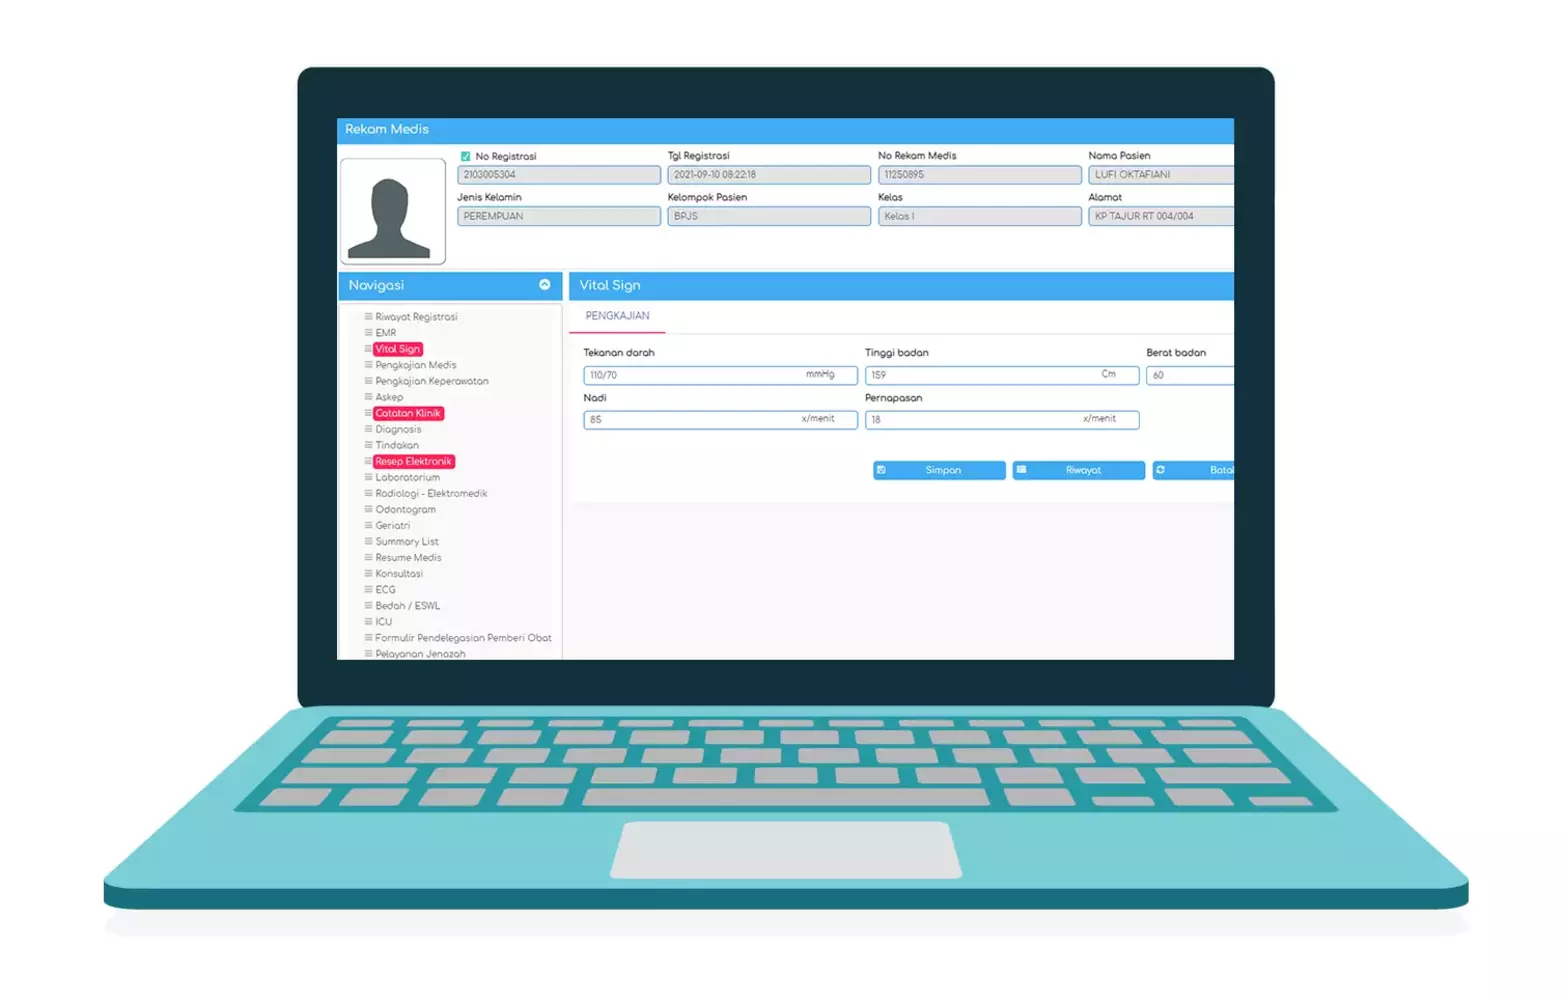 Rekam Medis
No Registrasi Tgl Registrasi No Rekam Medis Nama Pasien
2103005304 2021-09-10 08:22:18 11250895 LUFI OKTAFIANI
Jenis Kelamin Kelompok Pasien Kelas Alamat
PEREMPUAN BPJS Kelas I KP TAJUR RT 004/004
Navigasi
Riwayat Registrasi
EMR
Vital Sign
Pengkajian Medis
Pengkajian Keperawatan
Askep
Catatan Klinik
Diagnosis
Tindakan
Resep Elektronik
Laboratorium
Radiologi - Elektromedik
Odontogram
Geriatri
Summary List
Resume Medis
Konsultasi
ECG
Bedah / ESWL
ICU
Formulir Pendelegasian Pemberi Obat
Pelayanan Jenazah
Vital Sign
PENGKAJIAN
Tekanan darah Tinggi badan Berat badan
110/70 mmHg 159 Cm 60
Nadi Pernapasan
85 x/menit 18 x/menit
Simpan Riwayat Batal